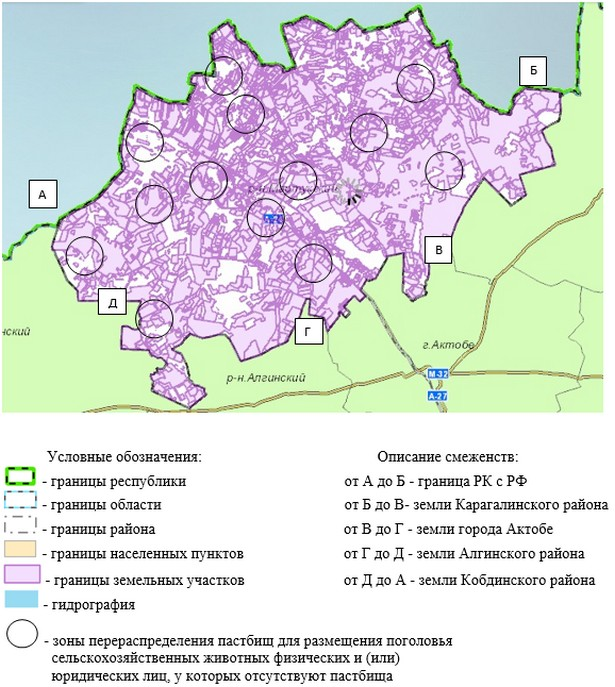 Б
А
В
Д
Г
нский
г.Актобе
р-н.Алгинский
М-32
А-27
Условные обозначения:
- границы республики
- границы области
- границы района
- границы населенных пунктов
- границы земельных участков
- гидрография
- зоны перераспределения пастбищ для размещения поголовья
сельскохозяйственных животных физических и (или)
юридических лиц, у которых отсутствуют пастбища
Описание смеженств:
от А до Б - граница РК с РФ
от Б до В- земли Карагалинского района
от В до Г - земли города Актобе
от Г до Д - земли Алгинского района
от Д до А - земли Кобдинского района